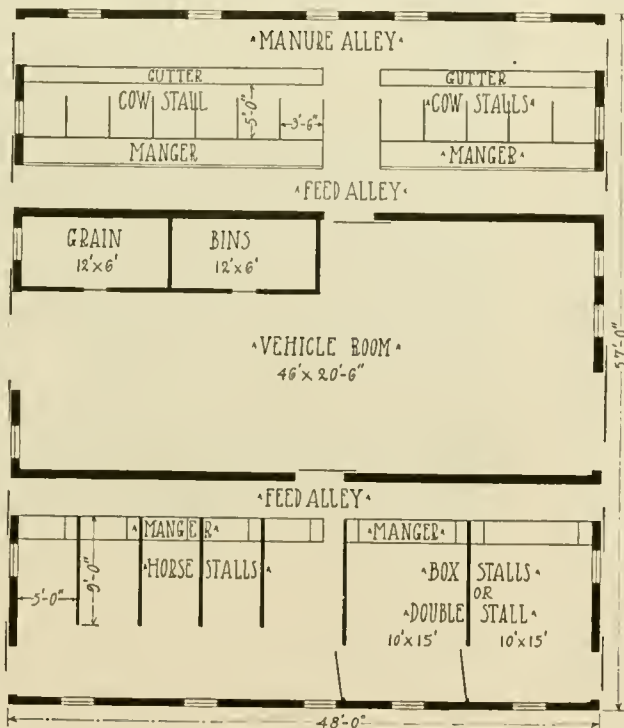 MANURE ALLEY
GUTTER GUTTER
COW STALL COW STALLS
5'-0" 3'-6"
MANGER MANGER
FEED ALLEY
GRAIN BINS
12'x6' 12'x6'
VEHICLE ROOM
46'x20'-6"
57'-0"
FEED ALLEY
MANGER MANGER
HORSE STALLS BOX STALLS
OR
5'-0" 9'-0" DOUBLE STALL
10'x15' 10'x15'
48'-0"